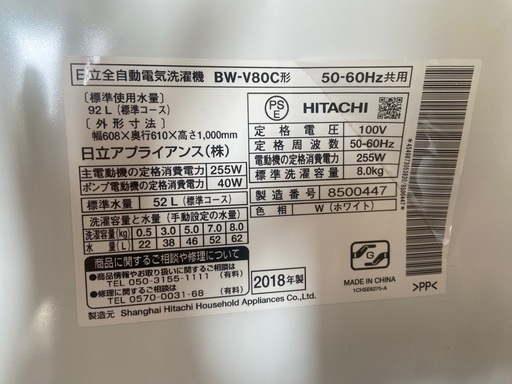 日立全自動電気洗濯機 BW-V80C形 50-60Hz共用
〔標準使用水量〕
92L(標準コース)
〔外形寸法〕
幅608×奥行610×高さ1,000mm
日立アプライアンス(株)
主電動機の定格消費電力 255W
ポンプ電動機の定格消費電力 40W
標準水量 52L(標準コース)
洗濯容量と水量(手動設定の水量)
洗濯容量(kg) 0.5 3.0 5.0 7.0 8.0
水量(L) 22 38 46 52 62
商品に関するご相談や修理について
●商品情報やお取り扱いに関するご相談
TEL 050-3155-1111
●修理に関するご相談
TEL 0570-0031-68
製造元 Shanghai Hitachi Household Appliances Co.,Ltd.
PS
E
HITACHI
定格電圧 100V
定格周波数 50-60Hz
電動機の定格消費電力 255W
標準洗濯容量 8.0kg
製造番号 8500447
色相 W(ホワイト)
2018年製
G
MADE IN CHINA
1CHSE6275-A
>PP<